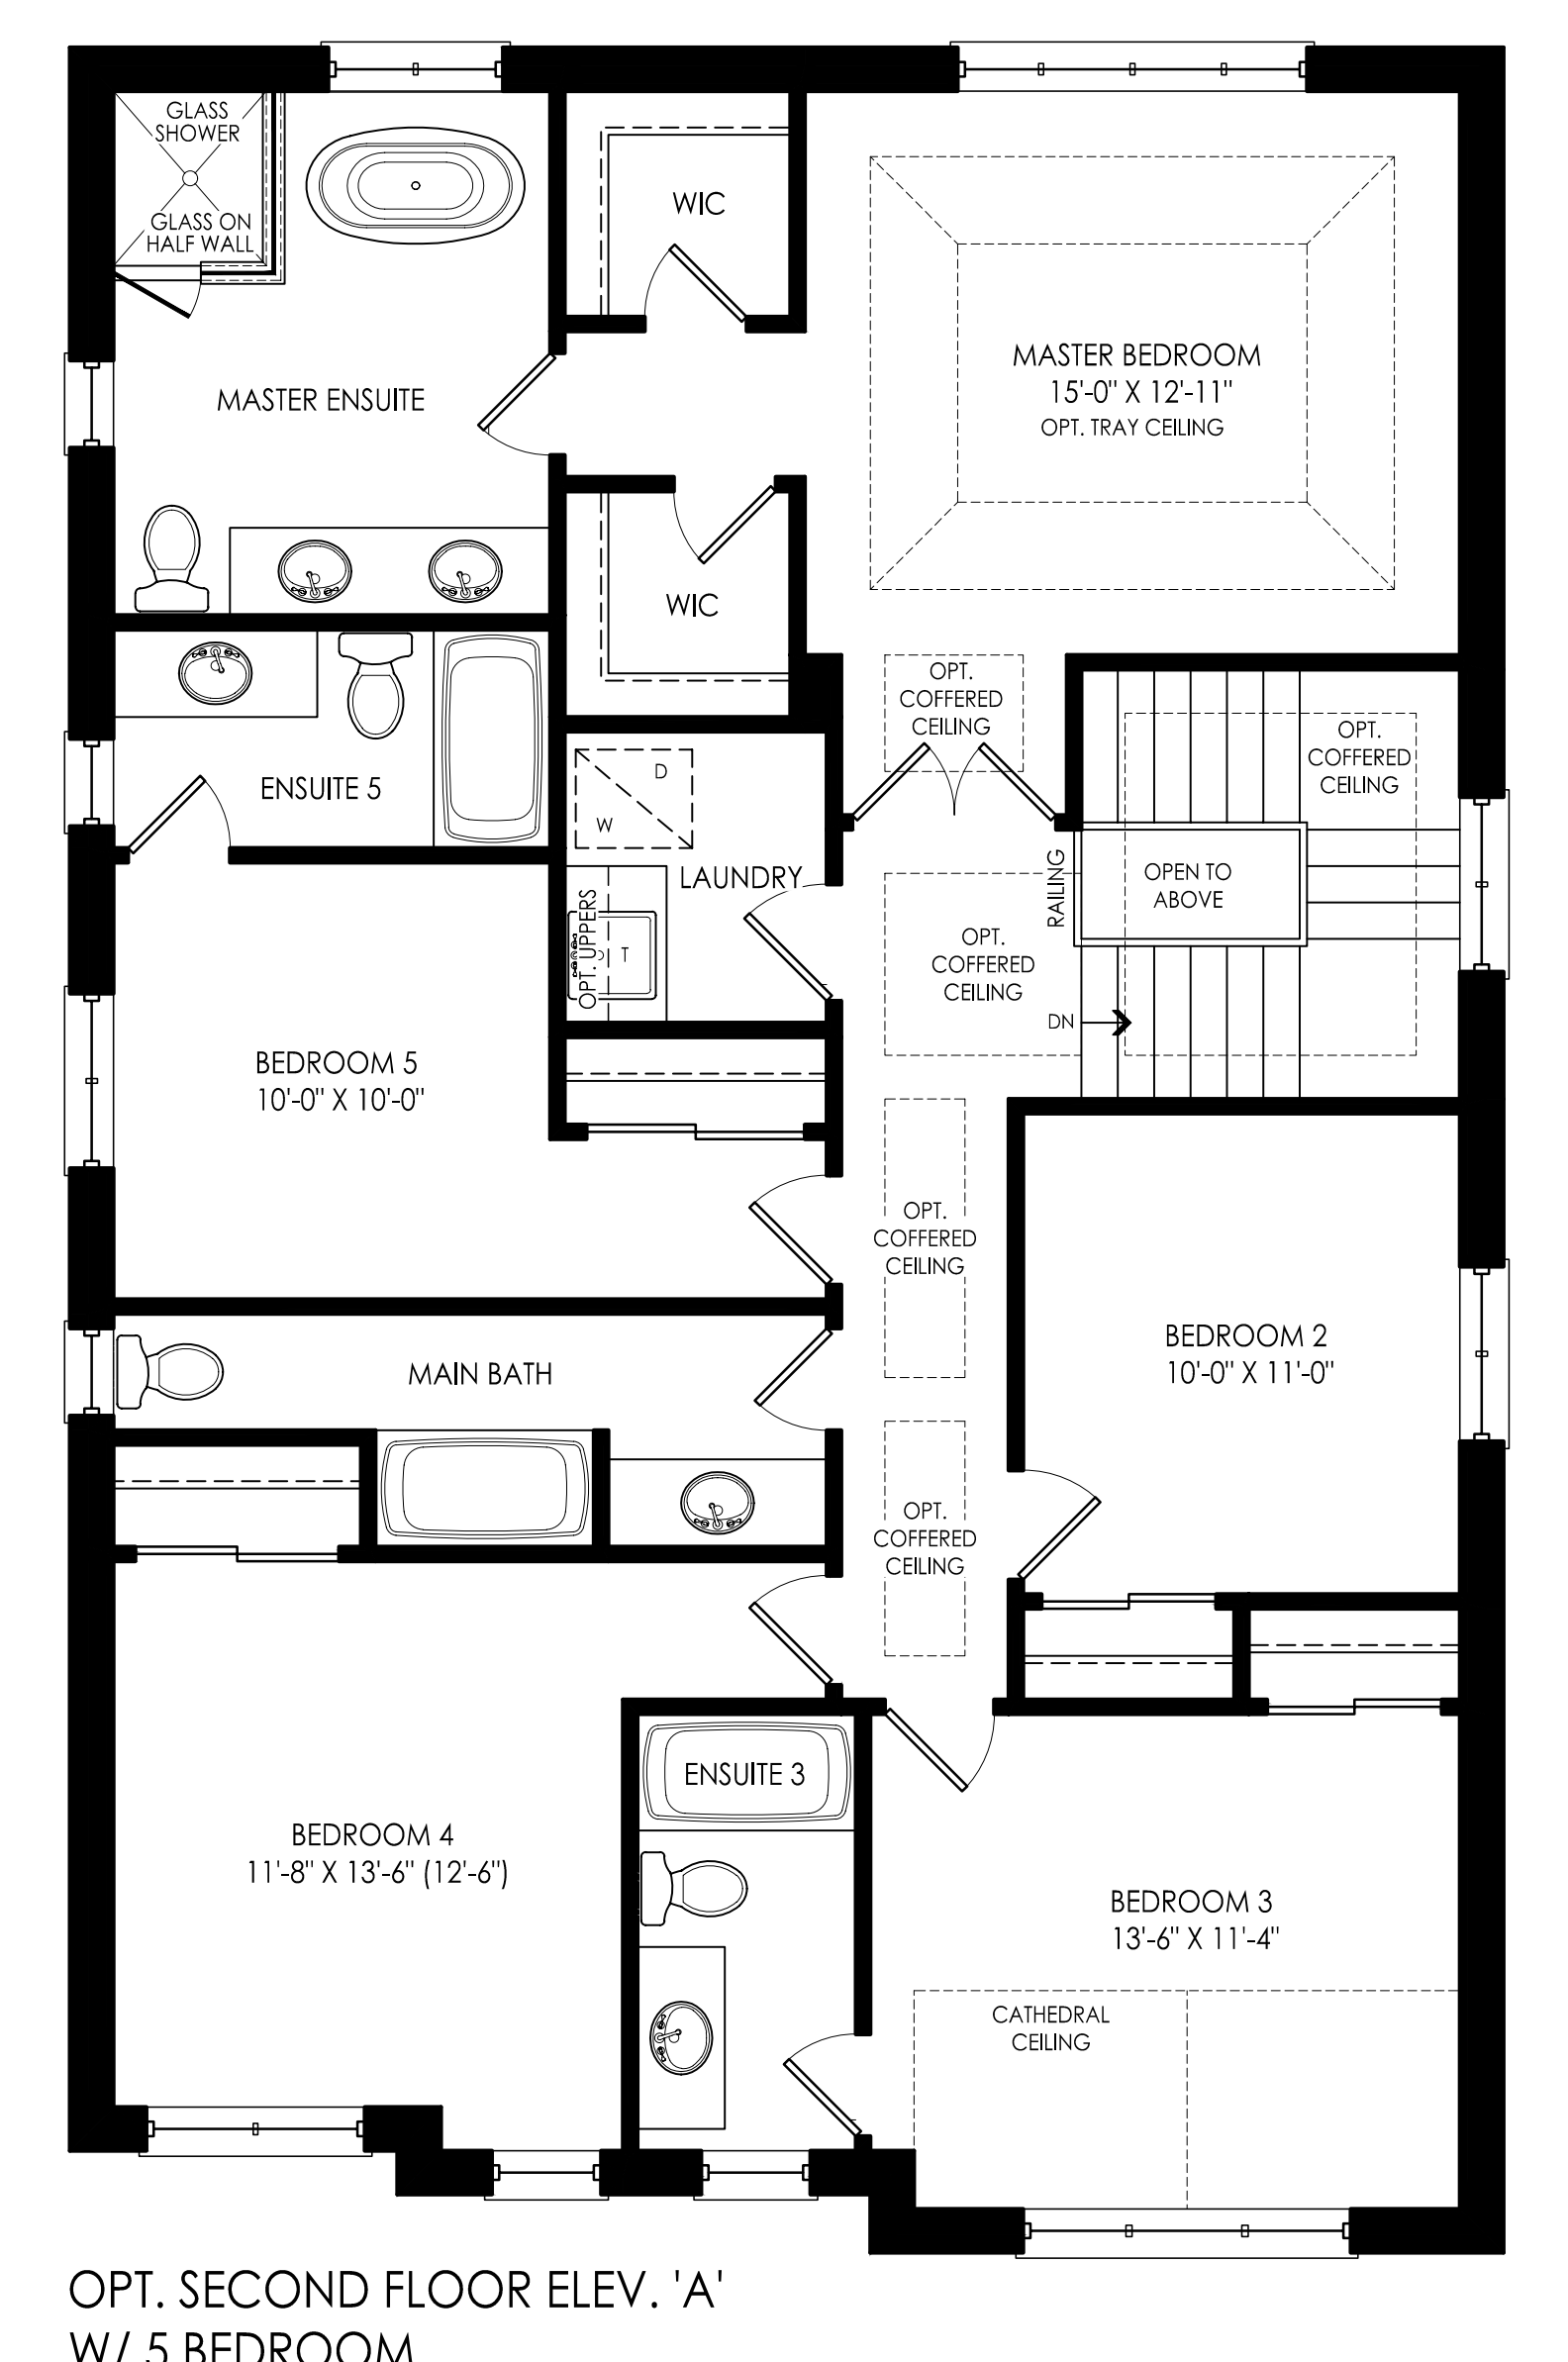 GLASS
SHOWER
GLASS ON
HALF WALL
WIC
MASTER BEDROOM
15'-0" X 12'-11"
OPT. TRAY CEILING
MASTER ENSUITE
WIC
OPT.
COFFERED
CEILING
OPT.
COFFERED
CEILING
ENSUITE 5
D
W
LAUNDRY
OPT. UPPERS
T
RAILING
OPEN TO
ABOVE
OPT.
COFFERED
CEILING
DN
BEDROOM 5
10'-0" X 10'-0"
OPT.
COFFERED
CEILING
BEDROOM 2
10'-0" X 11'-0"
MAIN BATH
OPT.
COFFERED
CEILING
ENSUITE 3
BEDROOM 4
11'-8" X 13'-6" (12'-6")
BEDROOM 3
13'-6" X 11'-4"
CATHEDRAL
CEILING
OPT. SECOND FLOOR ELEV. 'A'
W/ 5 BEDROOM